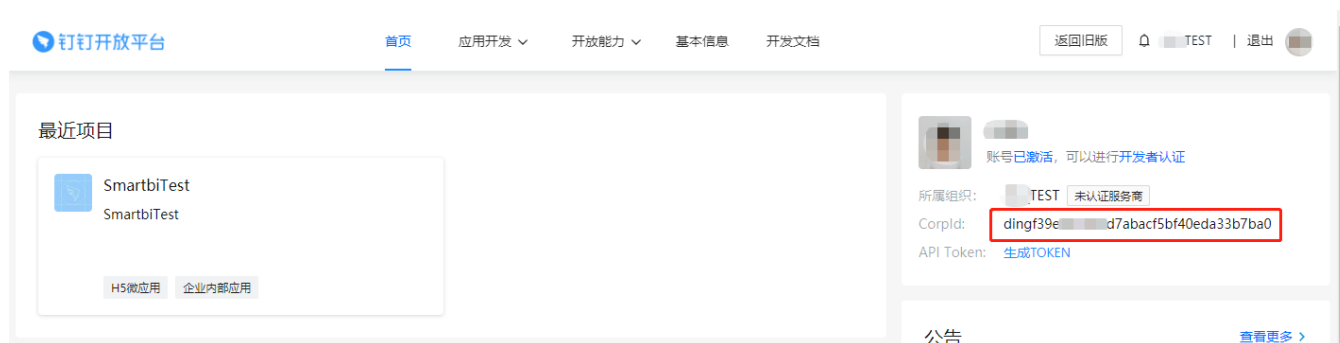 钉钉开放平台
首页 应用开发 开放能力 基本信息 开发文档 返回旧版 TEST | 退出
最近项目
SmartbiTest
SmartbiTest
H5微应用 企业内部应用
账号已激活，可以进行开发者认证
所属组织： TEST 未认证服务商
CorpId: dingf39e d7abacf5bf40eda33b7ba0
API Token: 生成TOKEN
公告 查看更多